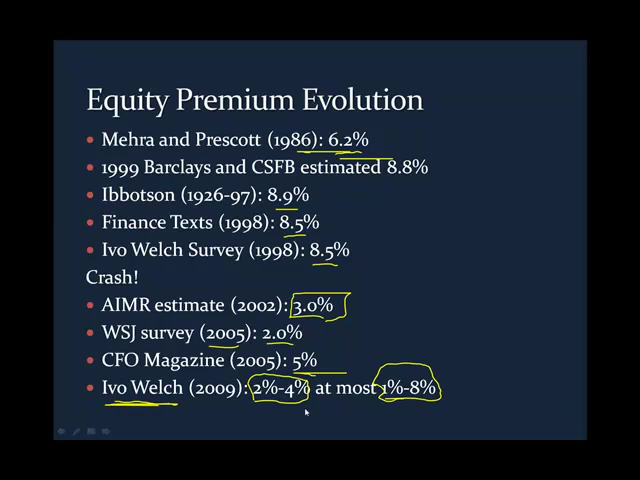 Equity Premium Evolution
• Mehra and Prescott (1986): 6.2%
• 1999 Barclays and CSFB estimated 8.8%
• Ibbotson (1926-97): 8.9%
• Finance Texts (1998): 8.5%
• Ivo Welch Survey (1998): 8.5%
Crash!
• AIMR estimate (2002): 3.0%
• WSJ survey (2005): 2.0%
• CFO Magazine (2005): 5%
• Ivo Welch (2009): 2%-4% at most 1%-8%